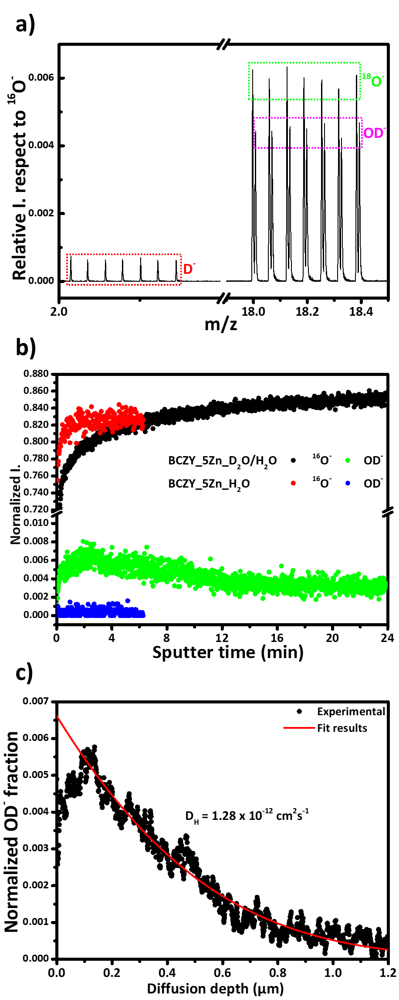 a)
Relative I. respect to ¹⁶O⁻
0.006
0.004
0.002
0.000
¹⁸O⁻
OD⁻
D⁻
2.0
18.0
18.2
18.4
m/z
b)
Nornalized I.
0.880
0.860
0.840
0.820
0.800
0.780
0.760
0.740
0.720
0.010
0.008
0.006
0.004
0.002
0.000
BCZY_5Zn_D₂O/H₂O ¹⁶O⁻ OD⁻
BCZY_5Zn_H₂O ¹⁶O⁻ OD⁻
0 4 8 12 16 20 24
Sputter time (min)
c)
Normalized OD⁻ fraction
0.007
0.006
0.005
0.004
0.003
0.002
0.001
0.000
Experimental
Fit results
D_H = 1.28 x 10⁻¹² cm²s⁻¹
0.0 0.2 0.4 0.6 0.8 1.0 1.2
Diffusion depth (μm)